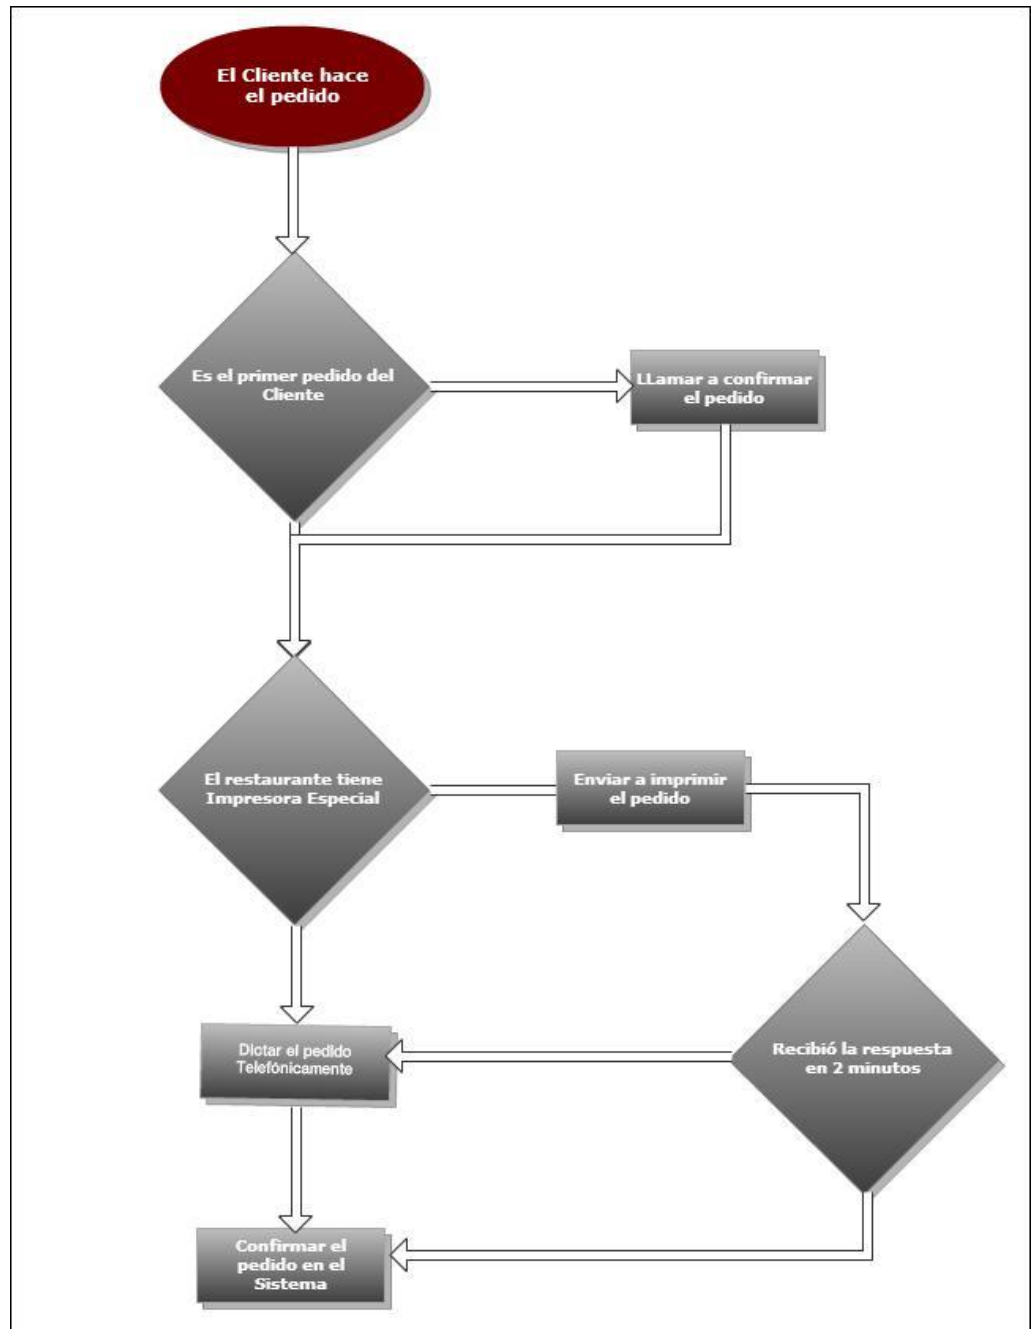 El Cliente hace
el pedido
Es el primer pedido del
Cliente
LLamar a confirmar
el pedido
El restaurante tiene
Impresora Especial
Enviar a imprimir
el pedido
Dictar el pedido
Telefónicamente
Recibió la respuesta
en 2 minutos
Confirmar el
pedido en el
Sistema